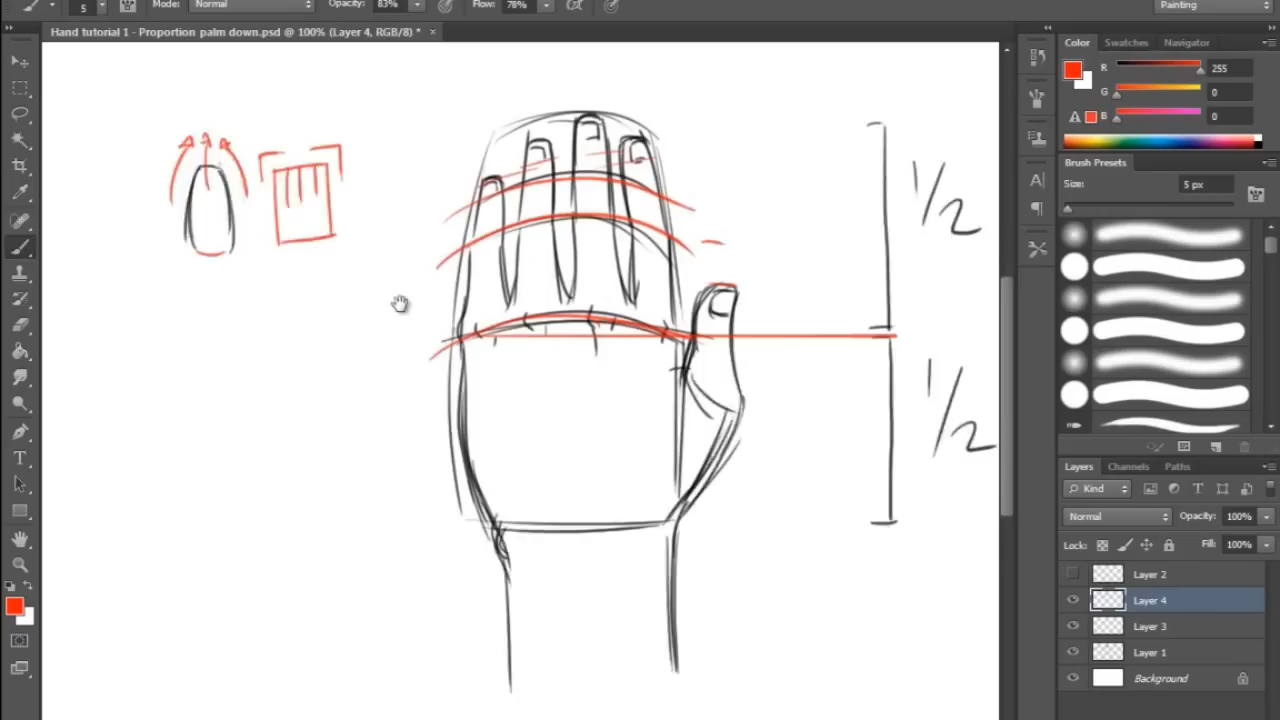 5 Mode: Normal Opacity: 83% Flow: 78% Painting
Hand tutorial 1 - Proportion palm down.psd @ 100% (Layer 4, RGB/8) * ×
Color Swatches Navigator
R 255
G 0
B 0
Brush Presets
Size: 5 px
1/2
1/2
Layers Channels Paths
Kind
Normal Opacity: 100%
Lock: Fill: 100%
Layer 2
Layer 4
Layer 3
Layer 1
Background